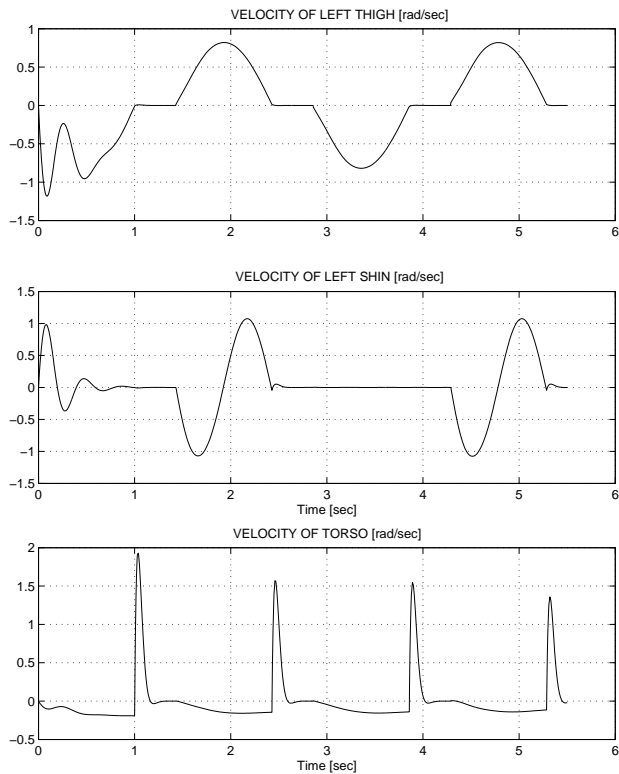 VELOCITY OF LEFT THIGH [rad/sec]
1
0.5
0
−0.5
−1
−1.5
0 1 2 3 4 5 6
VELOCITY OF LEFT SHIN [rad/sec]
1.5
1
0.5
0
−0.5
−1
−1.5
0 1 2 3 4 5 6
Time [sec]
VELOCITY OF TORSO [rad/sec]
2
1.5
1
0.5
0
−0.5
0 1 2 3 4 5 6
Time [sec]